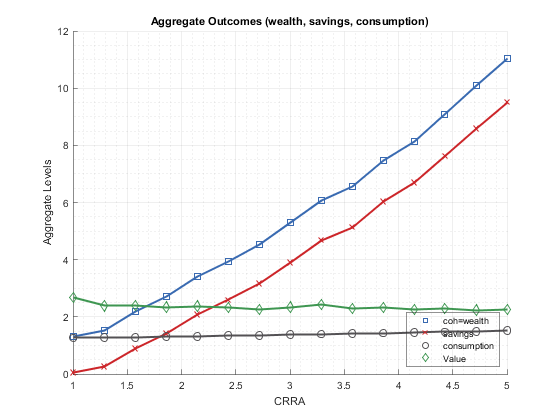 Aggregate Outcomes (wealth, savings, consumption)
12
10
8
6
4
2
0
Aggregate Levels
1
1.5
2
2.5
3
3.5
4
4.5
5
CRRA
coh=wealth
savings
consumption
Value